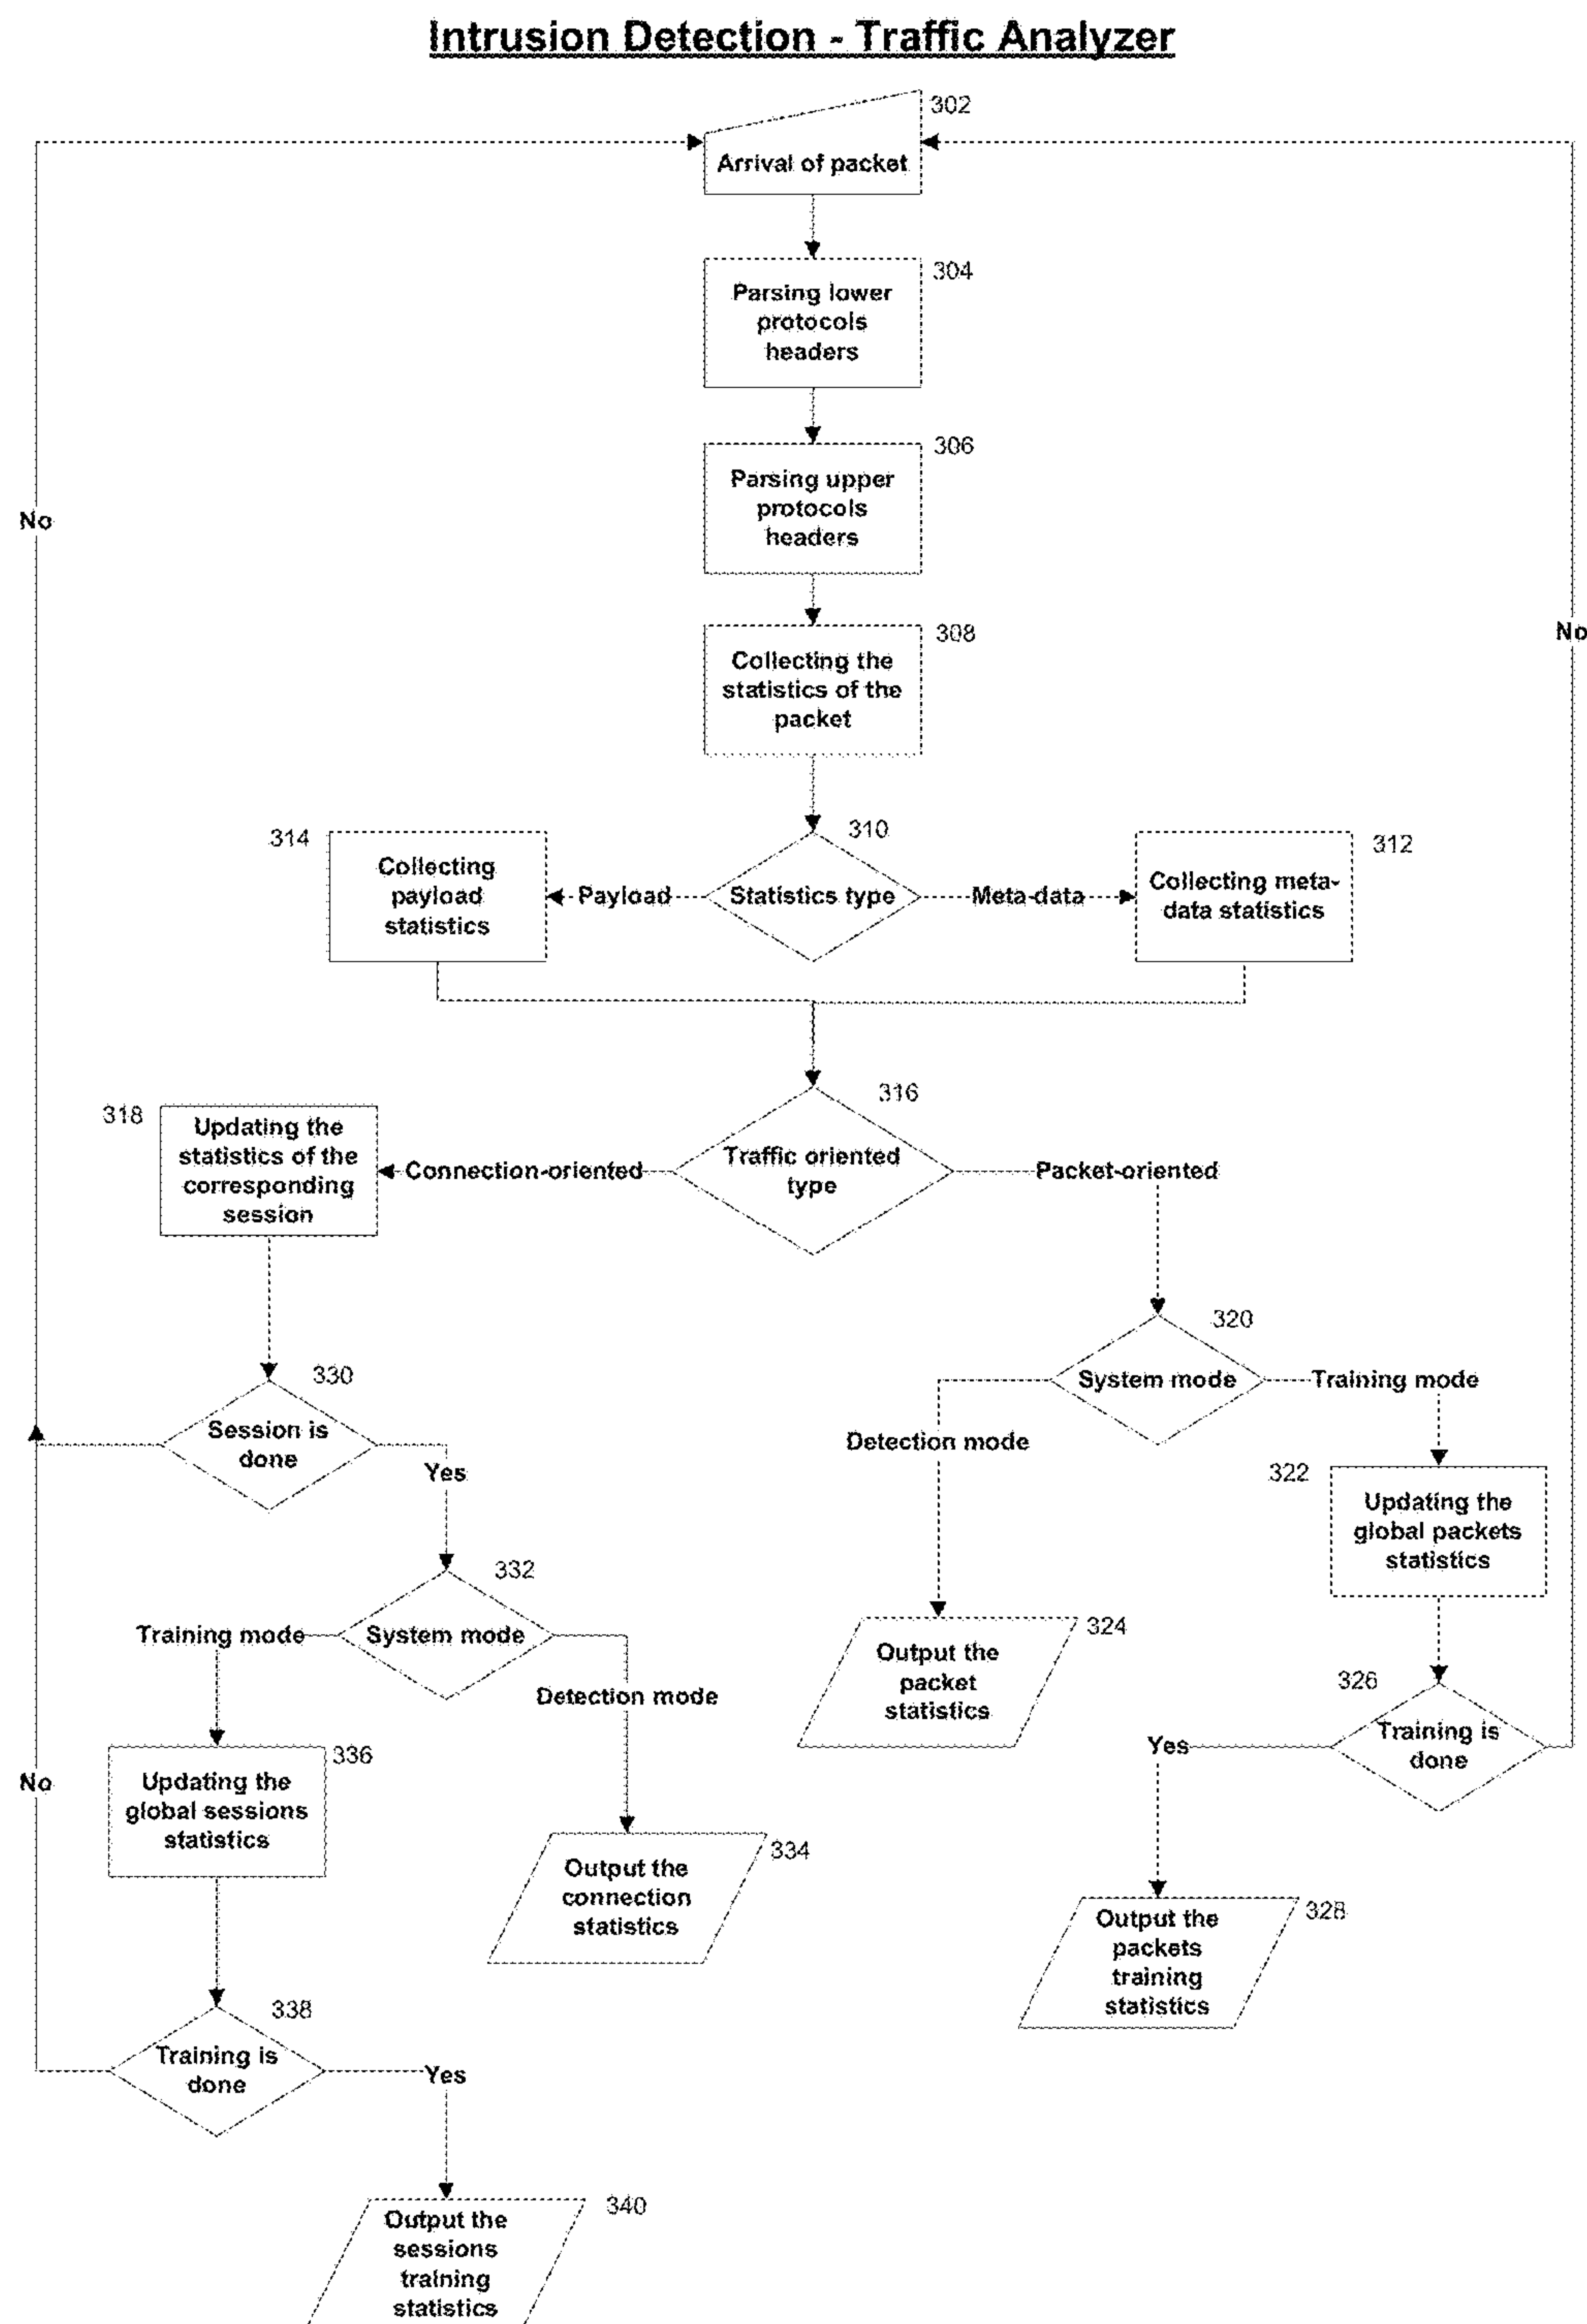 Intrusion Detection - Traffic Analyzer
302
Arrival of packet
304
Parsing lower
protocols
headers
306
Parsing upper
protocols
headers
No
308
No
Collecting the
statistics of the
packet
314
310
312
Collecting
payload
statistics
Payload
Statistics type
Meta-data
Collecting meta-
data statistics
316
318
Updating the
statistics of the
corresponding
session
Connection-oriented
Traffic oriented
type
Packet-oriented
320
330
System mode
Training mode
Session is
done
Detection mode
Yes
322
Updating the
global packets
statistics
332
Training mode
System mode
324
Output the
packet
statistics
Detection mode
326
Training is
done
Yes
336
No
Updating the
global sessions
statistics
334
Output the
connection
statistics
328
Output the
packets
training
statistics
338
Training is
done
Yes
340
Output the
sessions
training
statistics